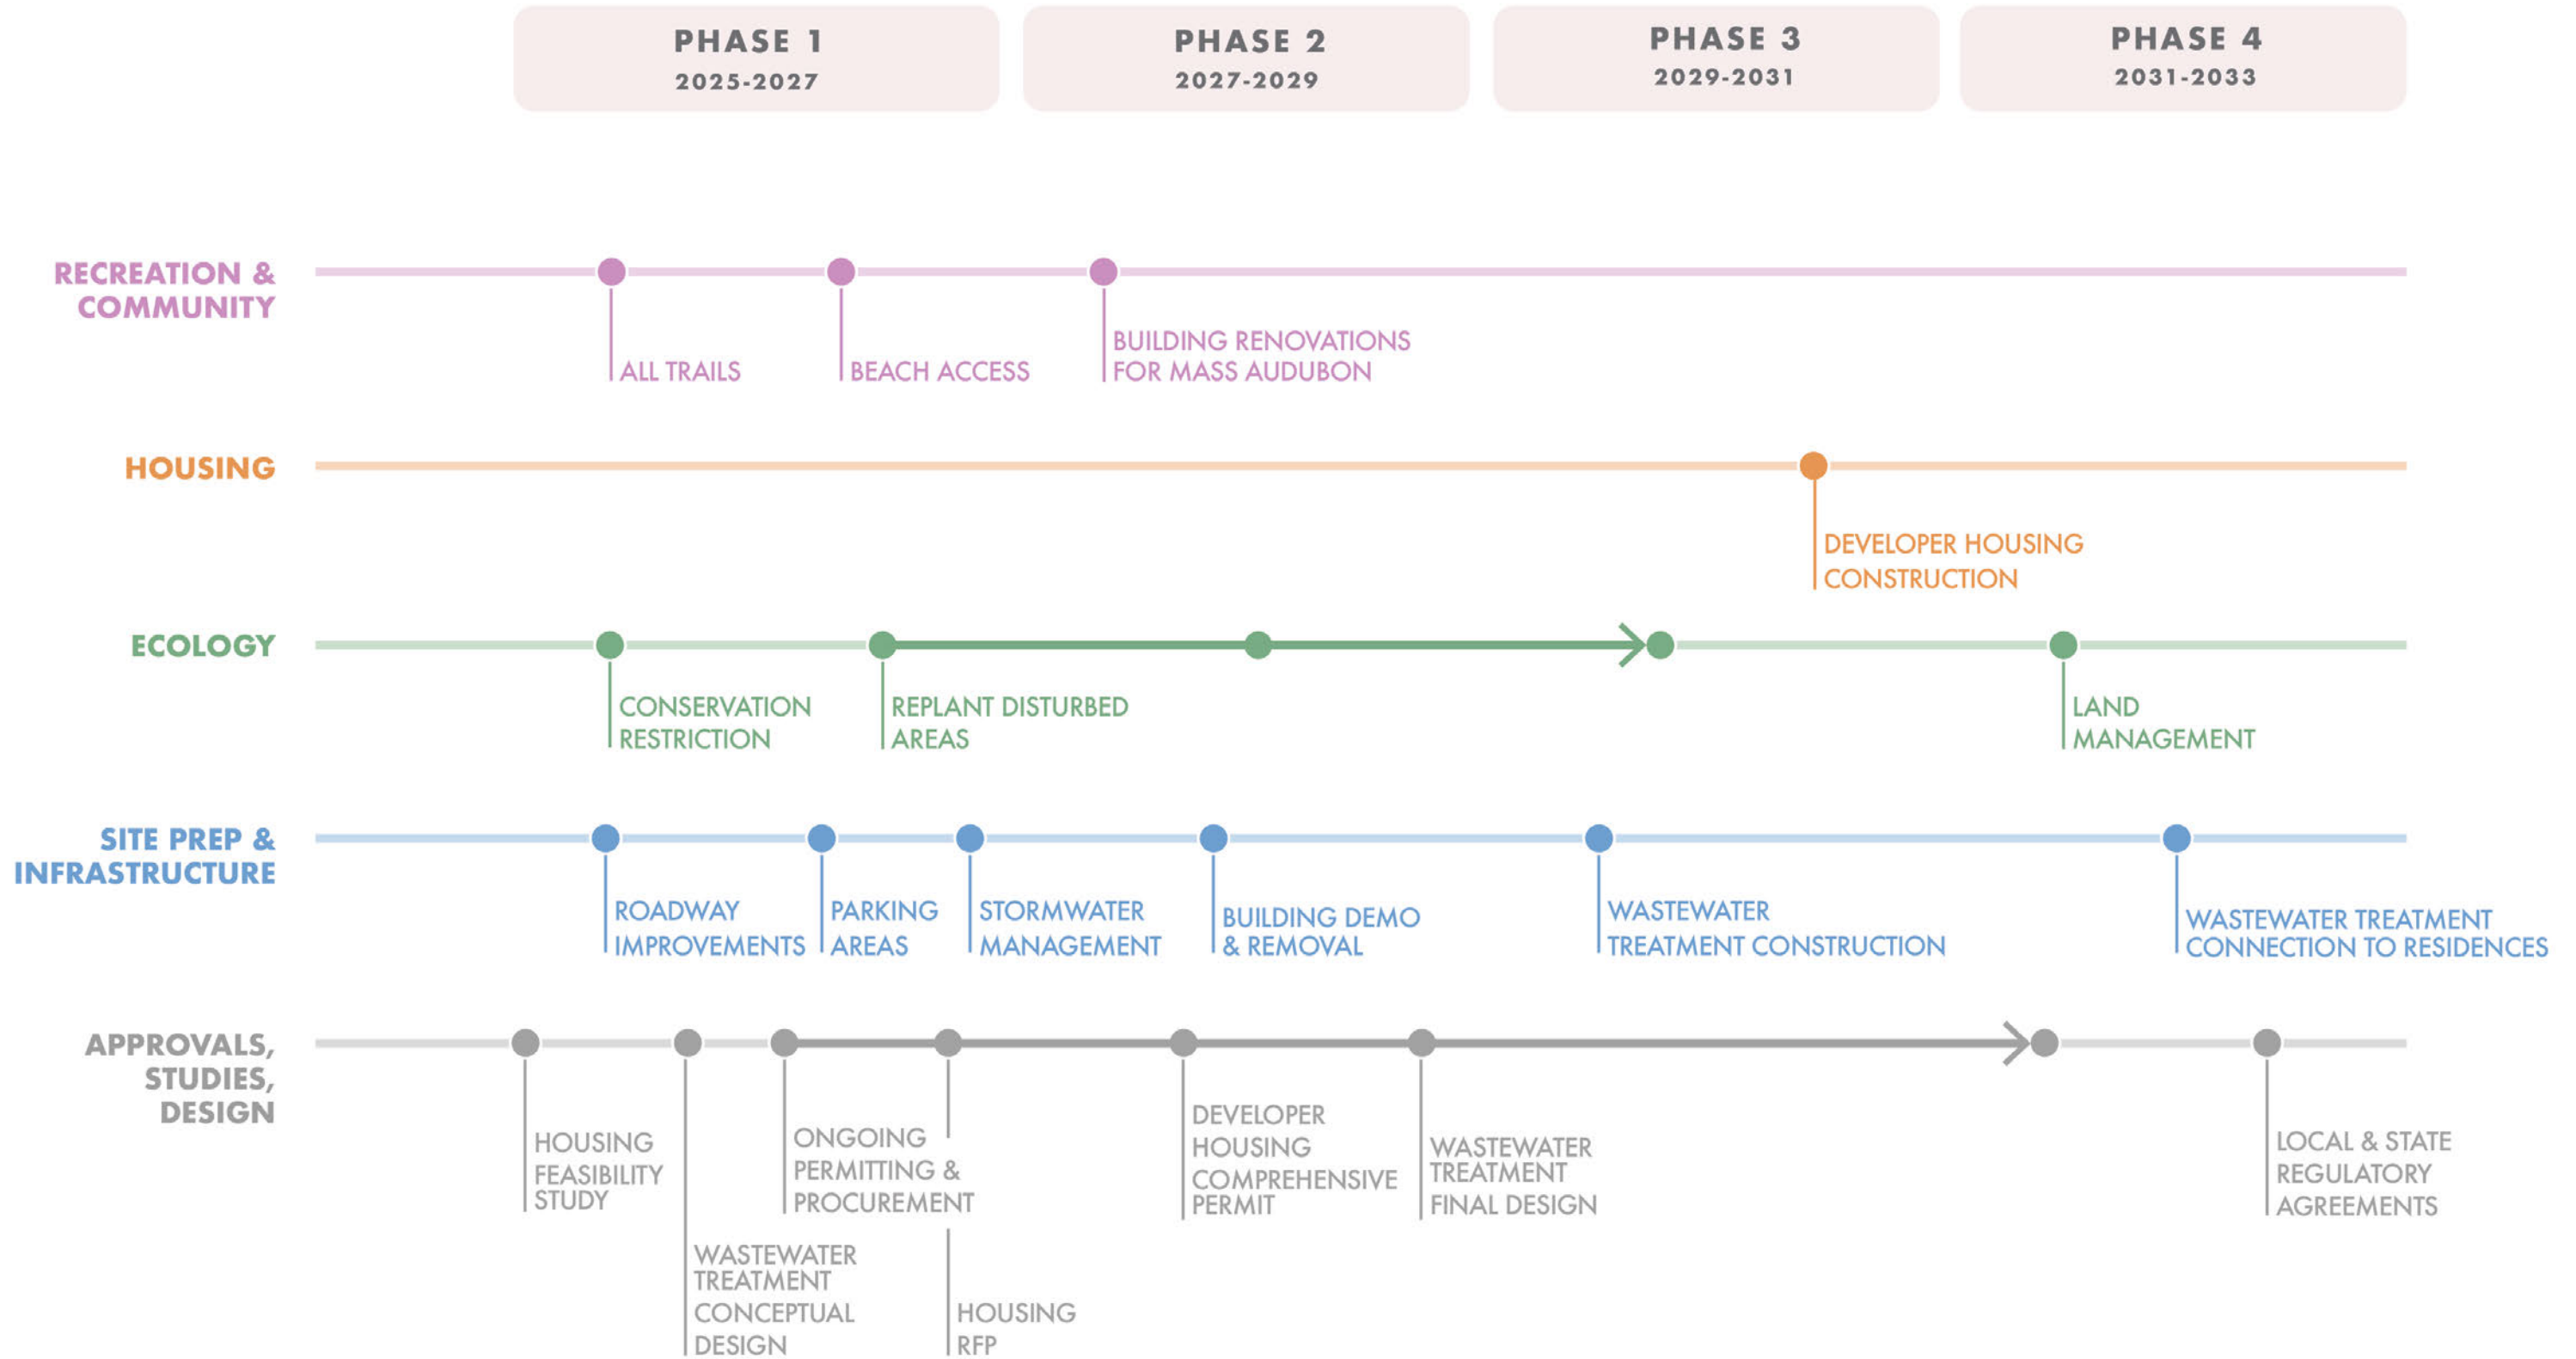 PHASE 1
2025-2027
PHASE 2
2027-2029
PHASE 3
2029-2031
PHASE 4
2031-2033
RECREATION &
COMMUNITY
ALL TRAILS
BEACH ACCESS
BUILDING RENOVATIONS
FOR MASS AUDUBON
HOUSING
DEVELOPER HOUSING
CONSTRUCTION
ECOLOGY
CONSERVATION
RESTRICTION
REPLANT DISTURBED
AREAS
LAND
MANAGEMENT
SITE PREP &
INFRASTRUCTURE
ROADWAY
IMPROVEMENTS
PARKING
AREAS
STORMWATER
MANAGEMENT
BUILDING DEMO
& REMOVAL
WASTEWATER
TREATMENT CONSTRUCTION
WASTEWATER TREATMENT
CONNECTION TO RESIDENCES
APPROVALS,
STUDIES,
DESIGN
HOUSING
FEASIBILITY
STUDY
WASTEWATER
TREATMENT
CONCEPTUAL
DESIGN
ONGOING
PERMITTING &
PROCUREMENT
HOUSING
RFP
DEVELOPER
HOUSING
COMPREHENSIVE
PERMIT
WASTEWATER
TREATMENT
FINAL DESIGN
LOCAL & STATE
REGULATORY
AGREEMENTS